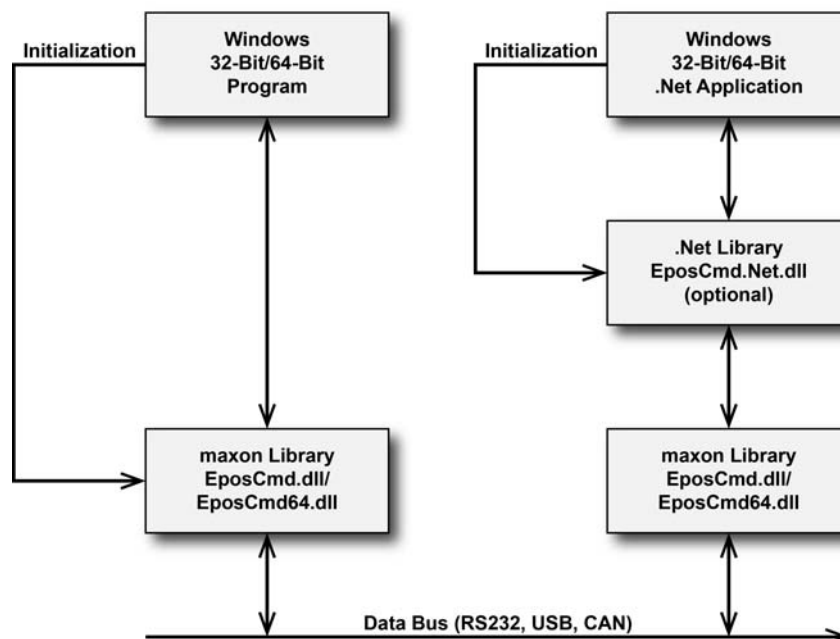 Initialization
Windows
32-Bit/64-Bit
Program
Initialization
Windows
32-Bit/64-Bit
.Net Application
.Net Library
EposCmd.Net.dll
(optional)
maxon Library
EposCmd.dll/
EposCmd64.dll
maxon Library
EposCmd.dll/
EposCmd64.dll
Data Bus (RS232, USB, CAN)